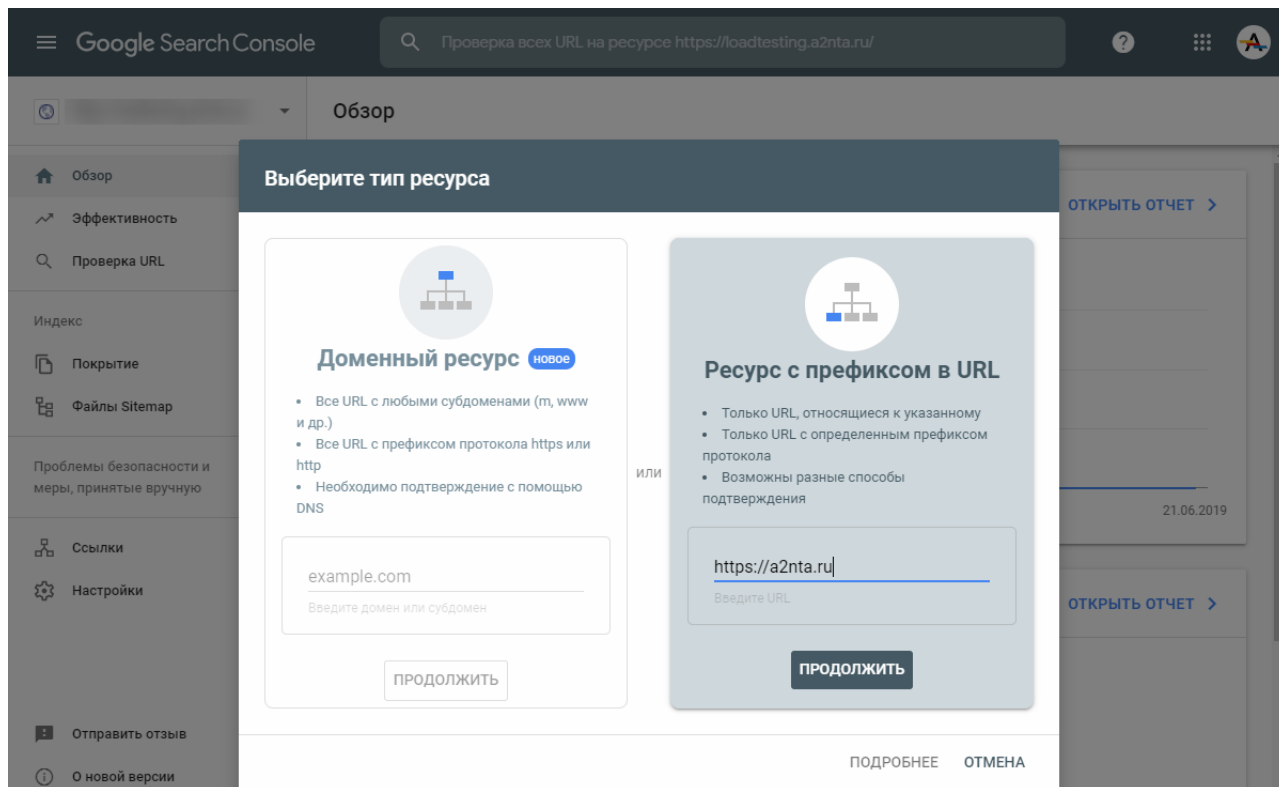 Google Search Console
Проверка всех URL на ресурсе https://loadtesting.a2nta.ru/
Обзор
Обзор
Эффективность
Проверка URL
Индекс
Покрытие
Файлы Sitemap
Проблемы безопасности и
меры, принятые вручную
Ссылки
Настройки
Отправить отзыв
О новой версии
Выберите тип ресурса
Доменный ресурс новое
• Все URL с любыми субдоменами (m, www
и др.)
• Все URL с префиксом протокола https или
http
• Необходимо подтверждение с помощью
DNS
example.com
Введите домен или субдомен
ПРОДОЛЖИТЬ
или
Ресурс с префиксом в URL
• Только URL, относящиеся к указанному
• Только URL с определенным префиксом
протокола
• Возможны разные способы
подтверждения
https://a2nta.ru
Введите URL
ПРОДОЛЖИТЬ
ПОДРОБНЕЕ ОТМЕНА
ОТКРЫТЬ ОТЧЕТ
21.06.2019
ОТКРЫТЬ ОТЧЕТ